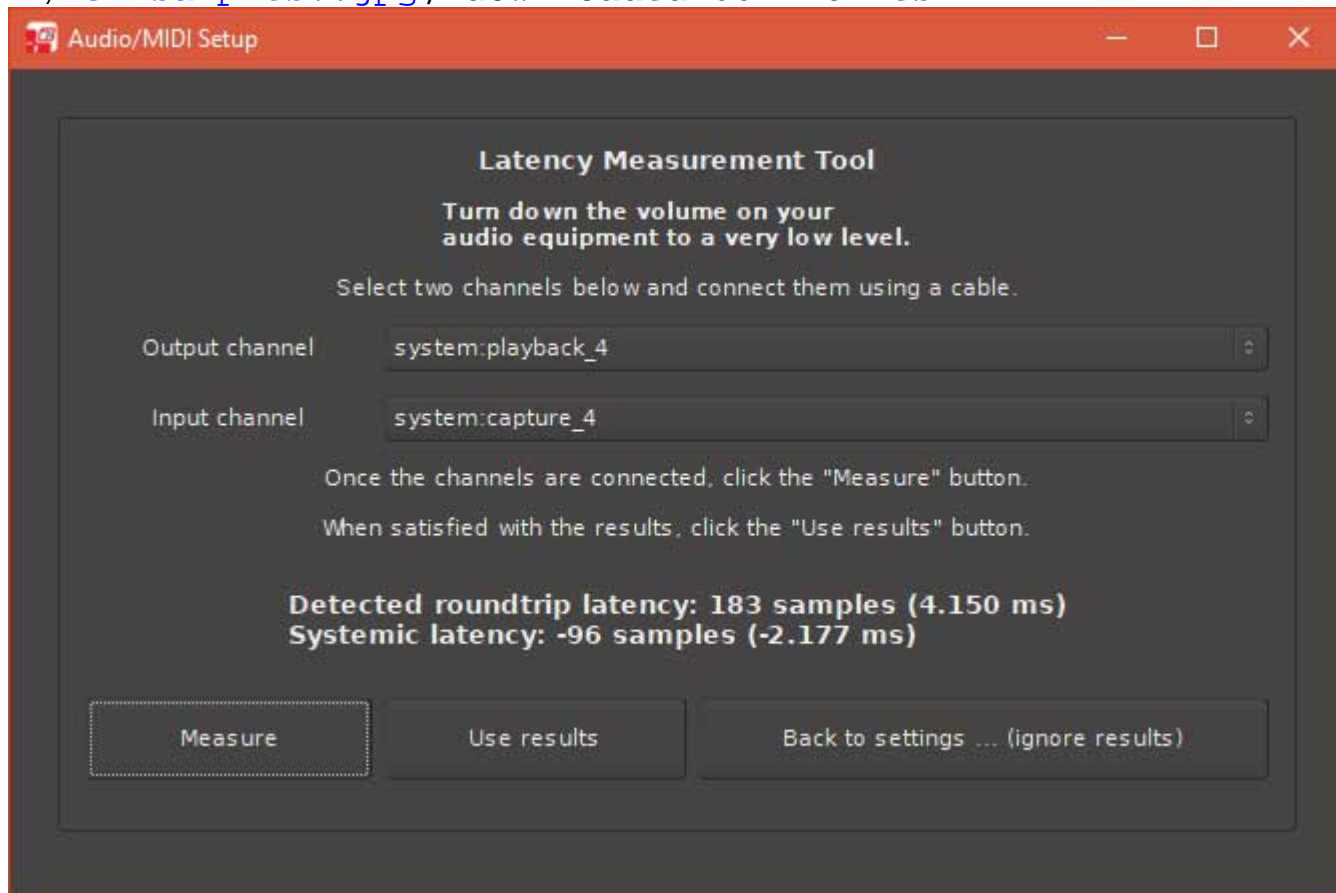 Audio/MIDI Setup
Latency Measurement Tool
Turn down the volume on your
audio equipment to a very low level.
Select two channels below and connect them using a cable.
Output channel system:playback_4
Input channel system:capture_4
Once the channels are connected, click the "Measure" button.
When satisfied with the results, click the "Use results" button.
Detected roundtrip latency: 183 samples (4.150 ms)
Systemic latency: -96 samples (-2.177 ms)
Measure Use results Back to settings ... (ignore results)